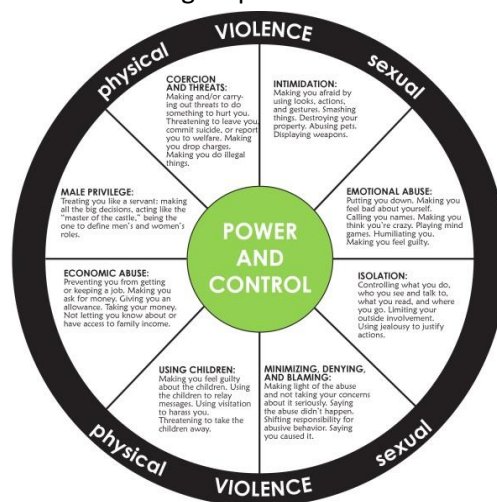 VIOLENCE
physical
sexual
COERCION
AND THREATS:
Making and/or carry-
ing out threats to do
something to hurt you.
Threatening to leave you,
commit suicide, or report
you to welfare. Making
you drop charges.
Making you do illegal
things.
INTIMIDATION:
Making you afraid by
using looks, actions,
and gestures. Smashing
things. Destroying your
property. Abusing pets.
Displaying weapons.
MALE PRIVILEGE:
Treating you like a servant: making
all the big decisions, acting like the
“master of the castle,” being the
one to define men’s and women’s
roles.
EMOTIONAL ABUSE:
Putting you down. Making you
feel bad about yourself.
Calling you names. Making you
think you’re crazy. Playing mind
games. Humiliating you.
Making you feel guilty.
POWER
AND
CONTROL
ECONOMIC ABUSE:
Preventing you from getting
or keeping a job. Making you
ask for money. Giving you an
allowance. Taking your money.
Not letting you know about or
have access to family income.
ISOLATION:
Controlling what you do,
who you see and talk to,
what you read, and where
you go. Limiting your
outside involvement.
Using jealousy to justify
actions.
USING CHILDREN:
Making you feel guilty
about the children. Using
the children to relay
messages. Using visitation
to harass you.
Threatening to take the
children away.
MINIMIZING, DENYING,
AND BLAMING:
Making light of the abuse
and not taking your concerns
about it seriously. Saying
the abuse didn’t happen.
Shifting responsibility for
abusive behavior. Saying
you caused it.
physical
sexual
VIOLENCE